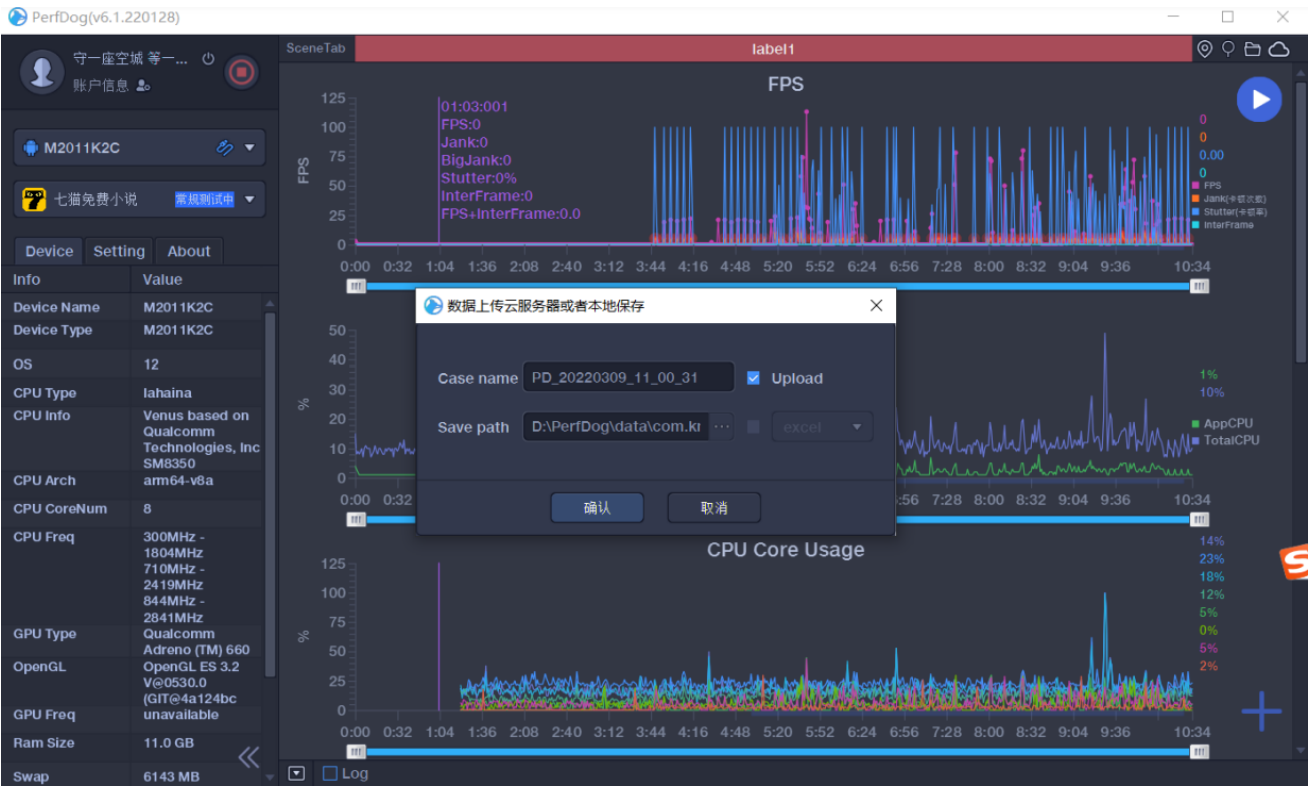 PerfDog(v6.1.220128)
守一座空城 等一...
账户信息
M2011K2C
七猫免费小说
常规测试中
Device Setting About
Info Value
Device Name M2011K2C
Device Type M2011K2C
OS 12
CPU Type lahaina
CPU Info Venus based on
Qualcomm
Technologies, Inc
SM8350
CPU Arch arm64-v8a
CPU CoreNum 8
CPU Freq 300MHz -
1804MHz
710MHz -
2419MHz
844MHz -
2841MHz
GPU Type Qualcomm
Adreno (TM) 660
OpenGL OpenGL ES 3.2
V@0530.0
(GIT@4a124bc
GPU Freq unavailable
Ram Size 11.0 GB
Swap 6143 MB
SceneTab label1
FPS
125
100
75
50
25
0
FPS
01:03:001
FPS:0
Jank:0
BigJank:0
Stutter:0%
InterFrame:0
FPS+InterFrame:0.0
0
0
0.00
0
FPS
Jank(卡顿次数)
Stutter(卡顿率)
InterFrame
0:00 0:32 1:04 1:36 2:08 2:40 3:12 3:44 4:16 4:48 5:20 5:52 6:24 6:56 7:28 8:00 8:32 9:04 9:36 10:34
数据上传云服务器或者本地保存
Case name PD_20220309_11_00_31 Upload
Save path D:\PerfDog\data\com.kr ... excel
确认 取消
50
40
30
20
10
0
%
1%
10%
AppCPU
TotalCPU
0:00 0:32 :56 7:28 8:00 8:32 9:04 9:36 10:34
CPU Core Usage
125
100
75
50
25
0
%
14%
23%
18%
12%
5%
0%
5%
2%
0:00 0:32 1:04 1:36 2:08 2:40 3:12 3:44 4:16 4:48 5:20 5:52 6:24 6:56 7:28 8:00 8:32 9:04 9:36 10:34
Log